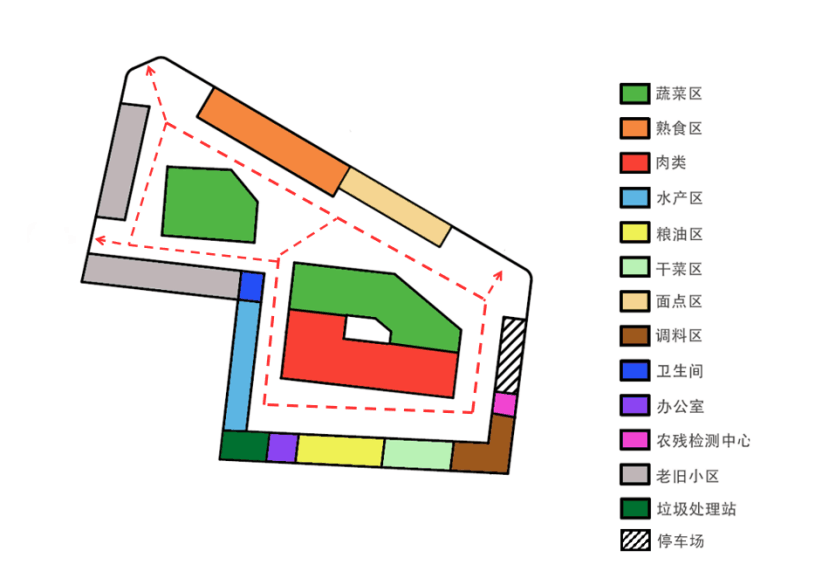 蔬菜区
熟食区
肉类
水产区
粮油区
干菜区
面点区
调料区
卫生间
办公室
农残检测中心
老旧小区
垃圾处理站
停车场